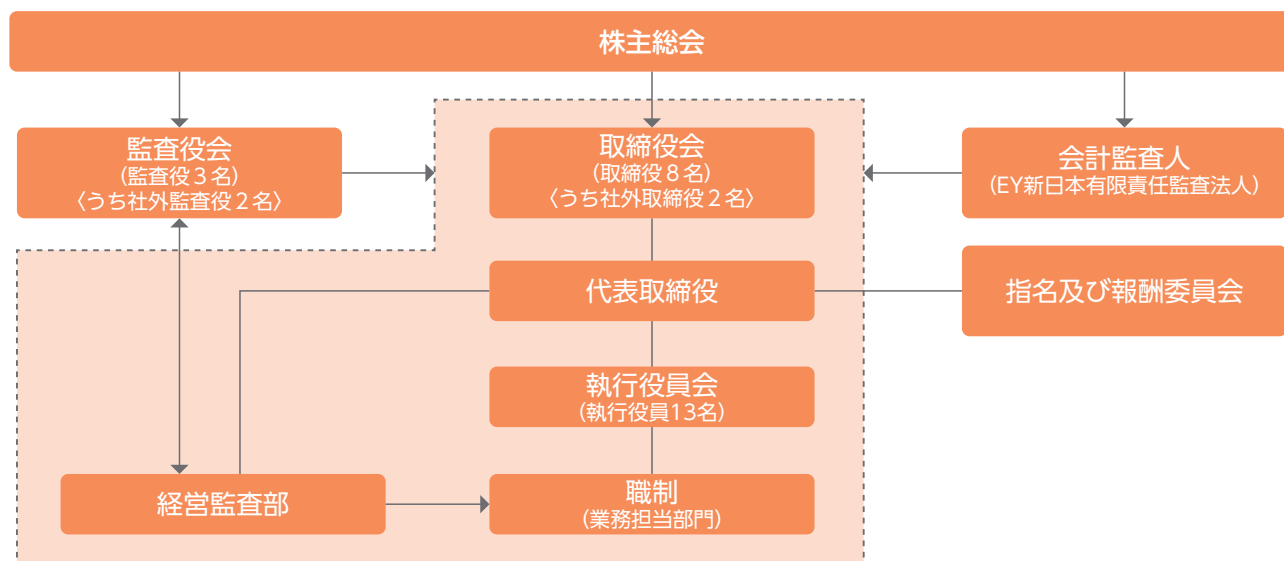 株主総会
監査役会
(監査役3名)
〈うち社外監査役2名〉
取締役会
(取締役8名)
〈うち社外取締役2名〉
会計監査人
(EY新日本有限責任監査法人)
代表取締役
指名及び報酬委員会
執行役員会
(執行役員13名)
経営監査部
職制
(業務担当部門)